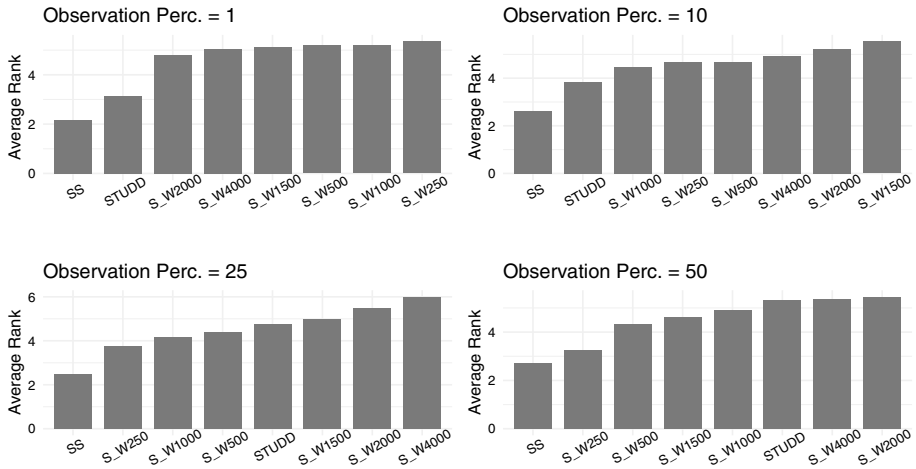 Observation Perc. = 1
Average Rank
4
2
0
SS
STUDD
S_W2000
S_W4000
S_W1500
S_W500
S_W1000
S_W250
Observation Perc. = 10
Average Rank
4
2
0
SS
STUDD
S_W1000
S_W250
S_W500
S_W4000
S_W2000
S_W1500
Observation Perc. = 25
Average Rank
6
4
2
0
SS
S_W250
S_W1000
S_W500
STUDD
S_W1500
S_W2000
S_W4000
Observation Perc. = 50
Average Rank
4
2
0
SS
S_W250
S_W500
S_W1500
S_W1000
STUDD
S_W4000
S_W2000